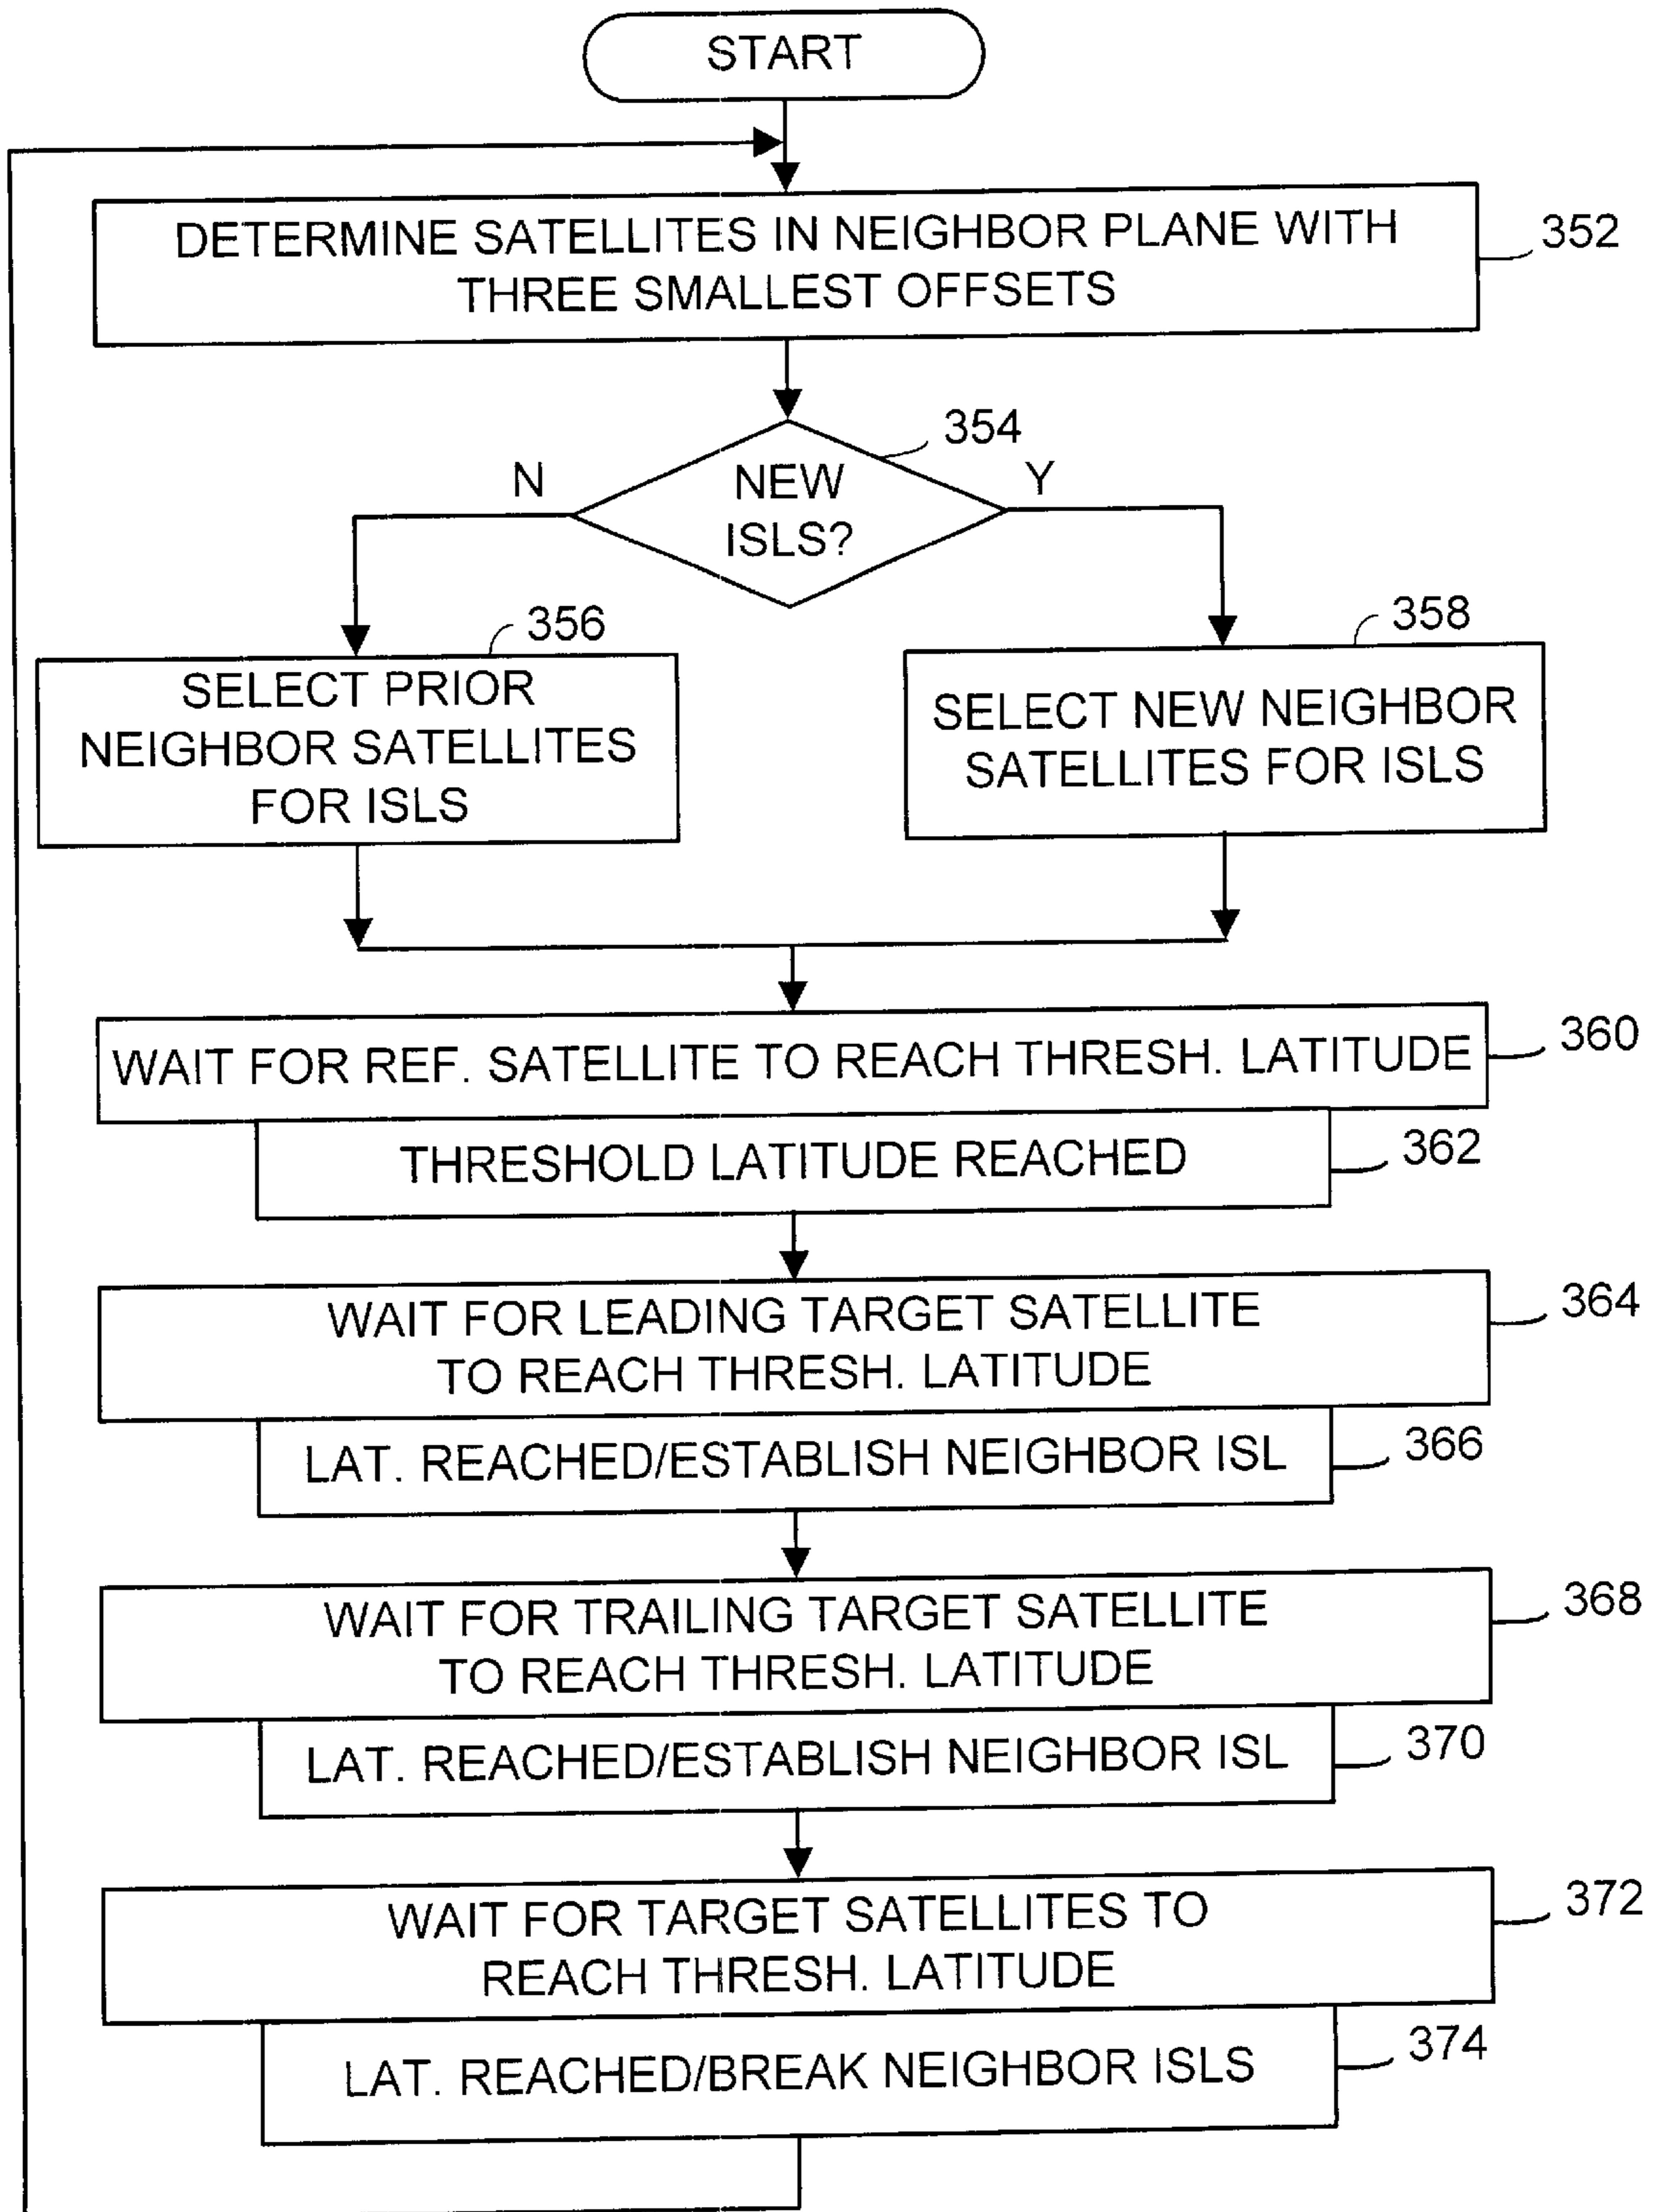 START
DETERMINE SATELLITES IN NEIGHBOR PLANE WITH
THREE SMALLEST OFFSETS
352
354
N
NEW
ISLS?
Y
356
SELECT PRIOR
NEIGHBOR SATELLITES
FOR ISLS
358
SELECT NEW NEIGHBOR
SATELLITES FOR ISLS
WAIT FOR REF. SATELLITE TO REACH THRESH. LATITUDE
360
THRESHOLD LATITUDE REACHED
362
WAIT FOR LEADING TARGET SATELLITE
TO REACH THRESH. LATITUDE
364
LAT. REACHED/ESTABLISH NEIGHBOR ISL
366
WAIT FOR TRAILING TARGET SATELLITE
TO REACH THRESH. LATITUDE
368
LAT. REACHED/ESTABLISH NEIGHBOR ISL
370
WAIT FOR TARGET SATELLITES TO
REACH THRESH. LATITUDE
372
LAT. REACHED/BREAK NEIGHBOR ISLS
374